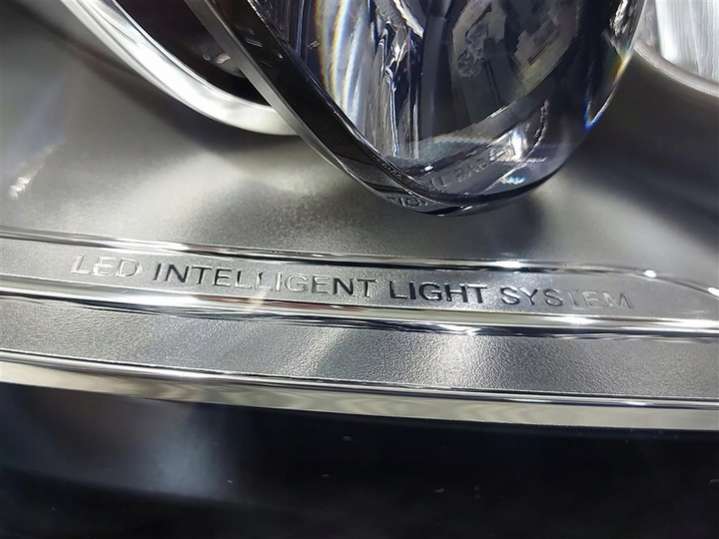 LED INTELLIGENT LIGHT SYSTEM